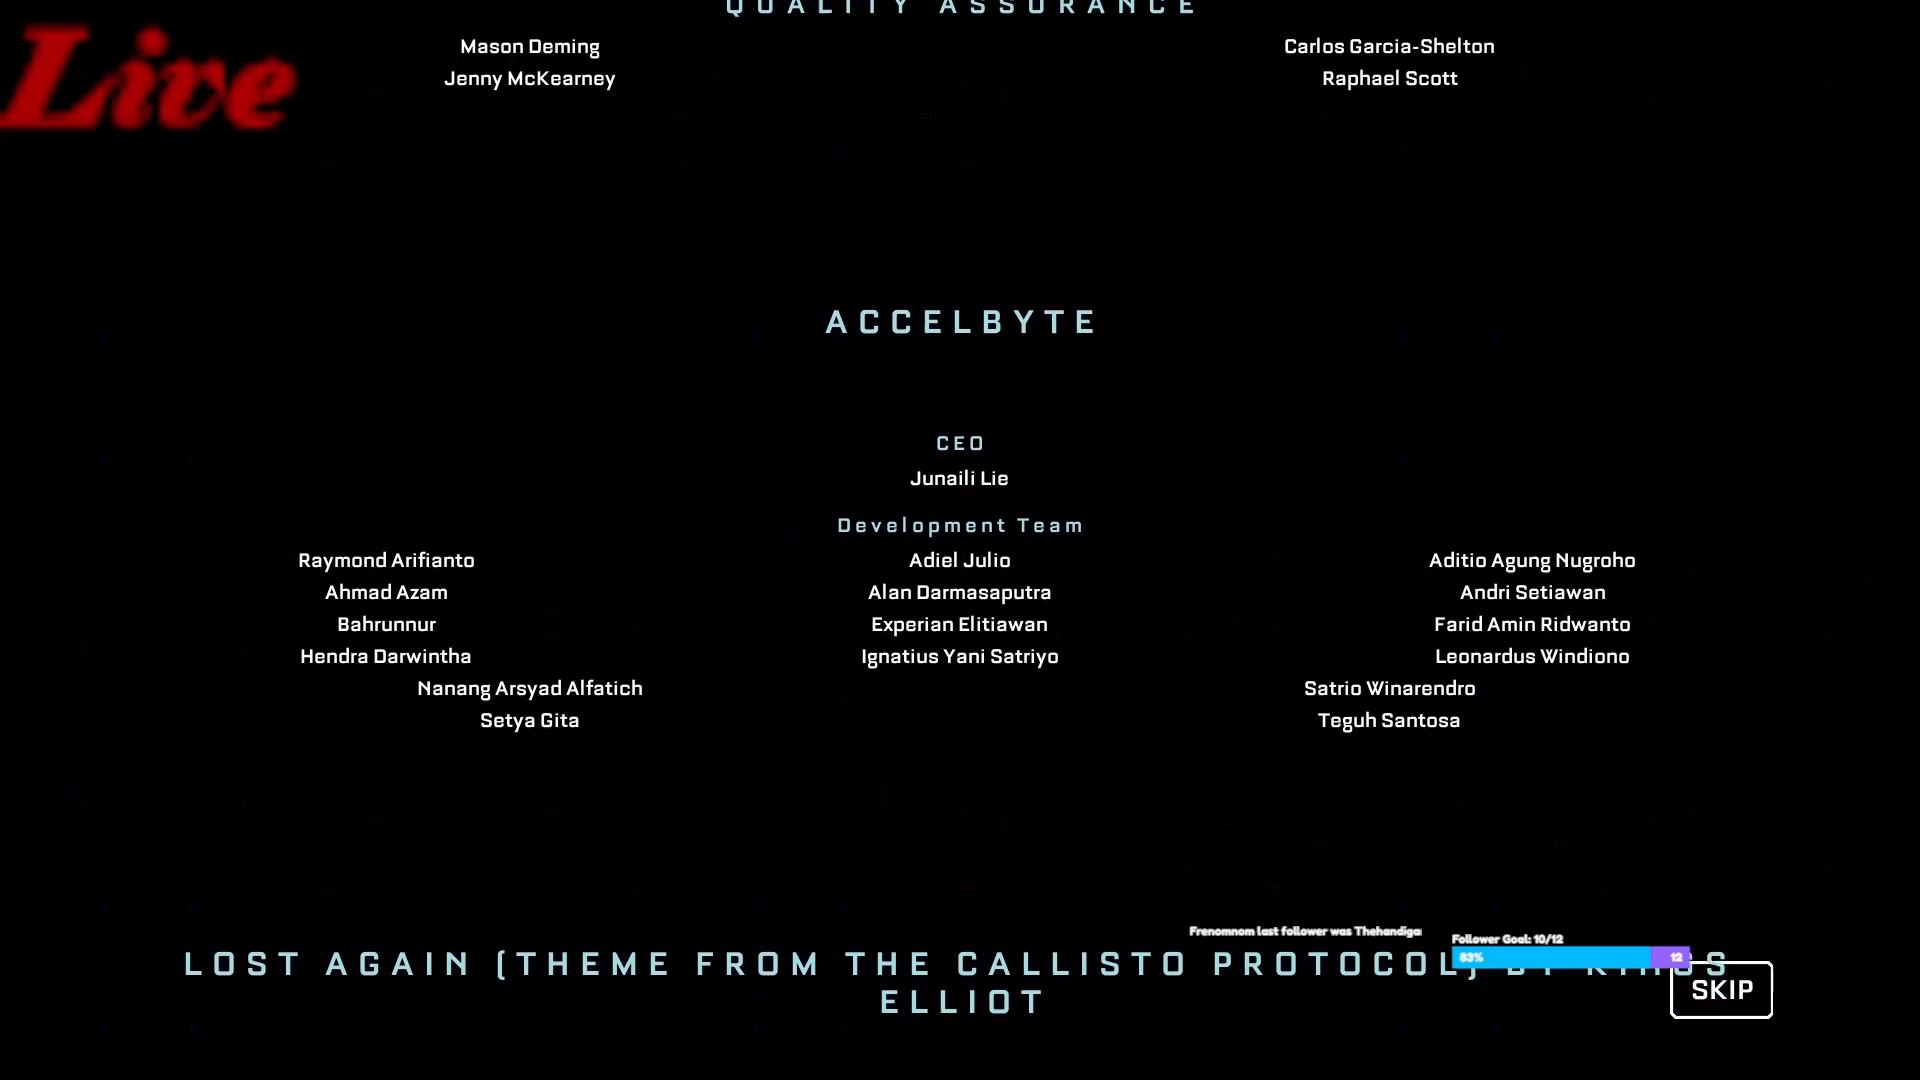 QUALITY ASSURANCE
Live
Mason Deming Carlos Garcia-Shelton
Jenny McKearney Raphael Scott
ACCELBYTE
CEO
Junaili Lie
Development Team
Raymond Arifianto Adiel Julio Aditio Agung Nugroho
Ahmad Azam Alan Darmasaputra Andri Setiawan
Bahrunnur Experian Elitiawan Farid Amin Ridwanto
Hendra Darwintha Ignatius Yani Satriyo Leonardus Windiono
Nanang Arsyad Alfatich Satrio Winarendro
Setya Gita Teguh Santosa
Frenomnom last follower was Thehandiga
Follower Goal: 10/12
83% 12
LOST AGAIN (THEME FROM THE CALLISTO PROTOCOL) BY
ELLIOT
SKIP